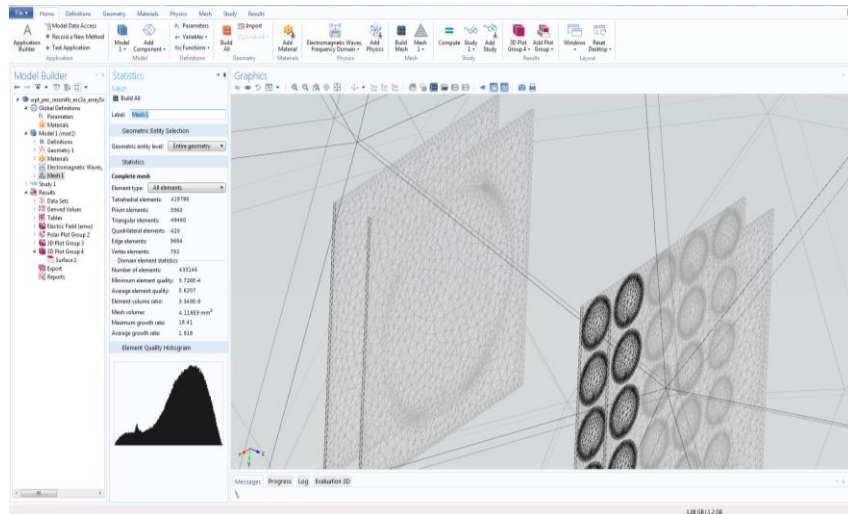 File Home Definitions Geometry Materials Physics Mesh Study Results
Application Builder
Model Data Access
Record a New Method
Test Application
Application
Model 1
Add Component
Model
Pi Parameters
a= Variables
f(x) Functions
Definitions
Build All
Import
Geometry
Add Material
Materials
Electromagnetic Waves, Frequency Domain
Add Physics
Physics
Build Mesh
Mesh 1
Mesh
Compute
Study 1
Add Study
Study
3D Plot Group 4
Add Plot Group
Results
Windows
Reset Desktop
Layout
Model Builder
Global Definitions
Parameters
Materials
Model 1 (mod1)
Definitions
Geometry 1
Materials
Electromagnetic Waves,
Mesh 1
Study 1
Results
Data Sets
Derived Values
Tables
Electric Field (emw)
Polar Plot Group 2
3D Plot Group 3
3D Plot Group 4
Surface 1
Export
Reports
Statistics
Mesh
Build All
Label: Mesh 1
Geometric Entity Selection
Geometric entity level: Entire geometry
Statistics
Complete mesh
Element type: All elements
Tetrahedral elements: 429786
Prism elements:
Triangular elements:
Quadrilateral elements: 420
Edge elements: 9664
Vertex elements: 792
Domain element statistics
Number of elements:
Minimum element quality:
Average element quality: 0.6207
Element volume ratio:
Mesh volume:
Maximum growth rate:
Average growth rate:
Element Quality Histogram
Graphics
x
y
z
Messages Progress Log Evaluation 3D